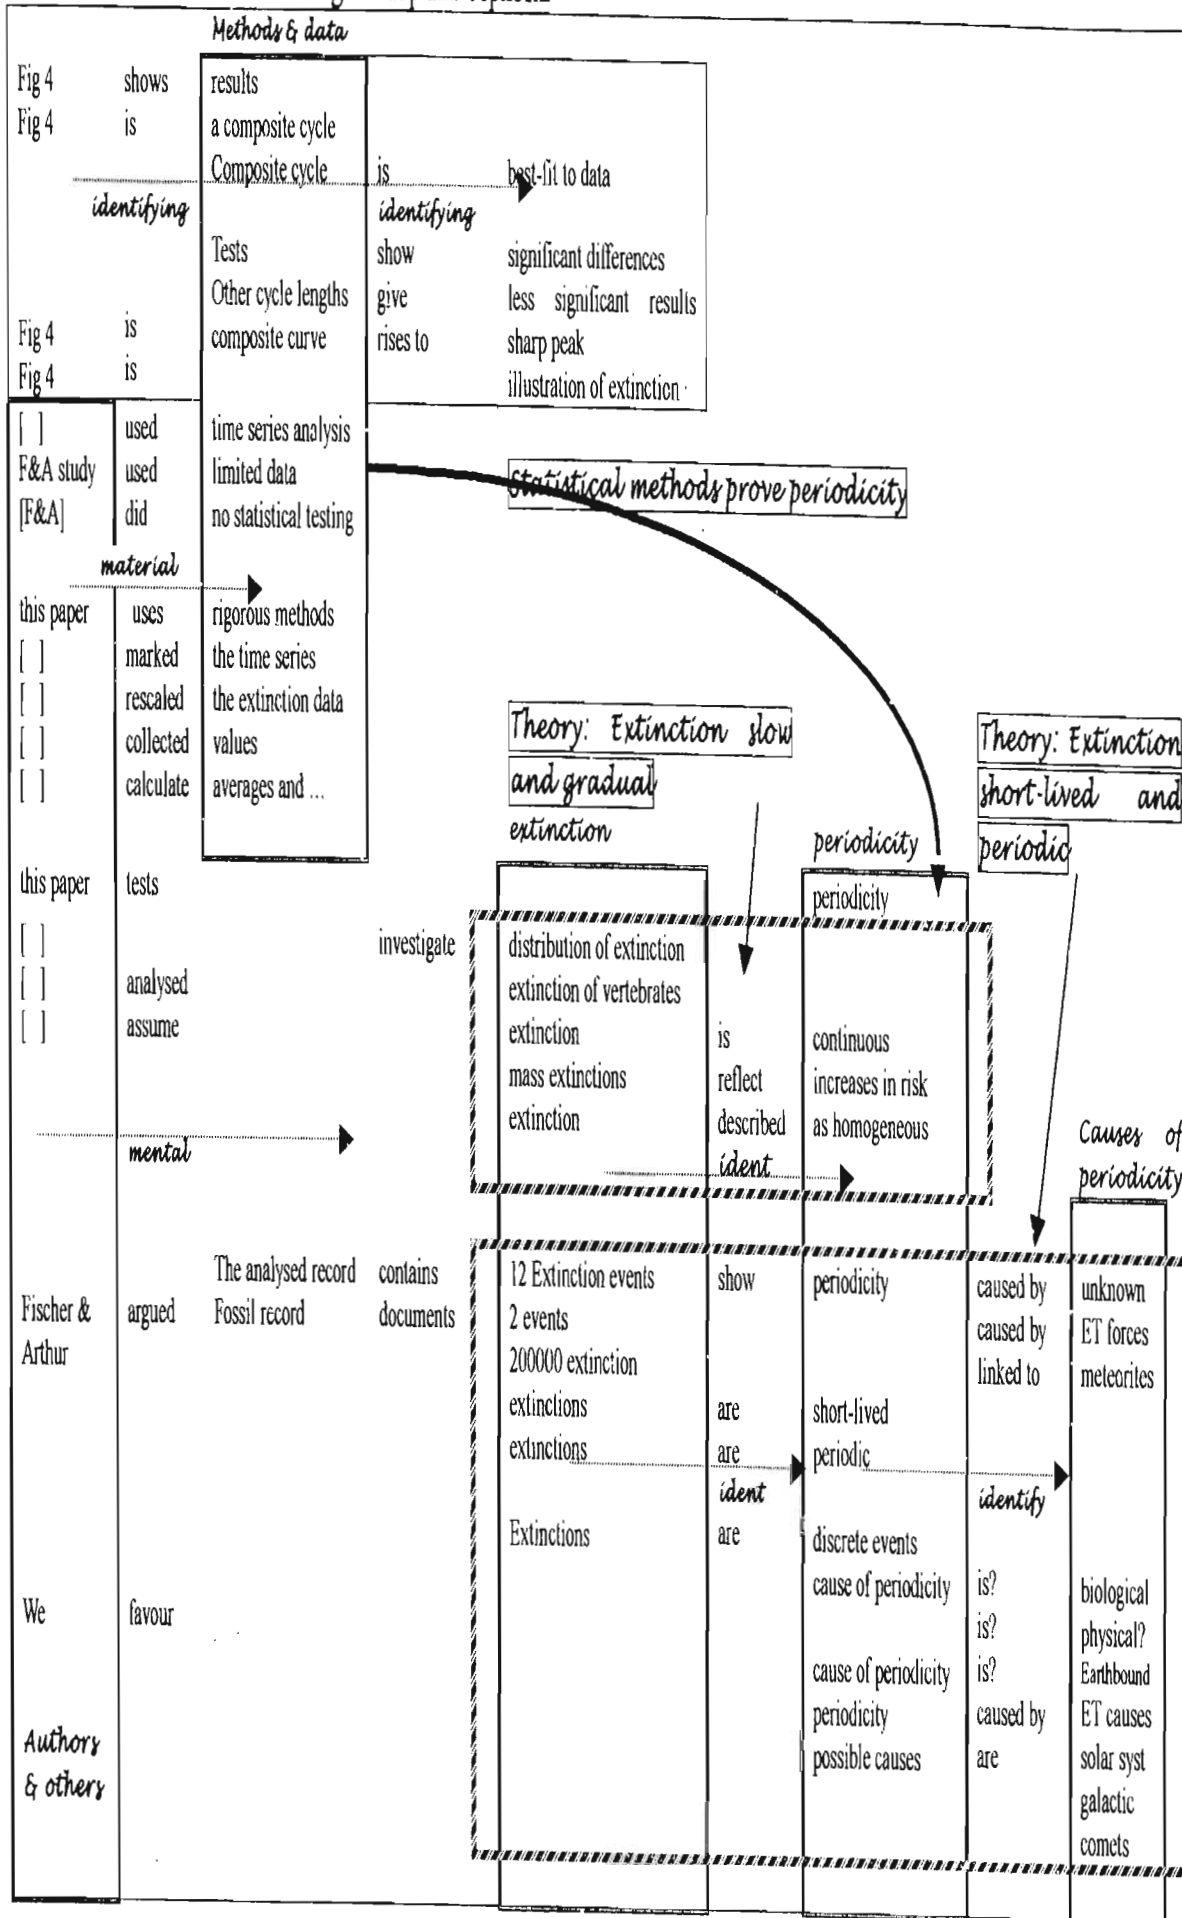 Methods & data
Fig 4 shows results
Fig 4 is a composite cycle
Composite cycle is best-fit to data
identifying identifying
Tests show significant differences
Other cycle lengths give less significant results
Fig 4 is composite curve rises to sharp peak
Fig 4 is illustration of extinction
[ ] used time series analysis
F&A study used limited data
Statistical methods prove periodicity
[F&A] did no statistical testing
material
this paper uses rigorous methods
[ ] marked the time series
[ ] rescaled the extinction data
[ ] collected values
[ ] calculate averages and ...
Theory: Extinction slow
and gradual
Theory: Extinction
short-lived and
periodic
extinction periodicity
this paper tests periodicity
[ ] investigate distribution of extinction
[ ] analysed extinction of vertebrates
[ ] assume extinction is continuous
mass extinctions reflect increases in risk
extinction described as homogeneous
mental ident
Causes of
periodicity
The analysed record contains 12 Extinction events show periodicity caused by unknown
Fischer & argued Fossil record documents 2 events caused by ET forces
Arthur 200000 extinction linked to meteorites
extinctions are short-lived
extinctions are periodic
ident identify
Extinctions are discrete events
cause of periodicity is? biological
We favour is? physical?
cause of periodicity is? Earthbound
periodicity caused by ET causes
possible causes are solar syst
galactic
comets
Authors
& others